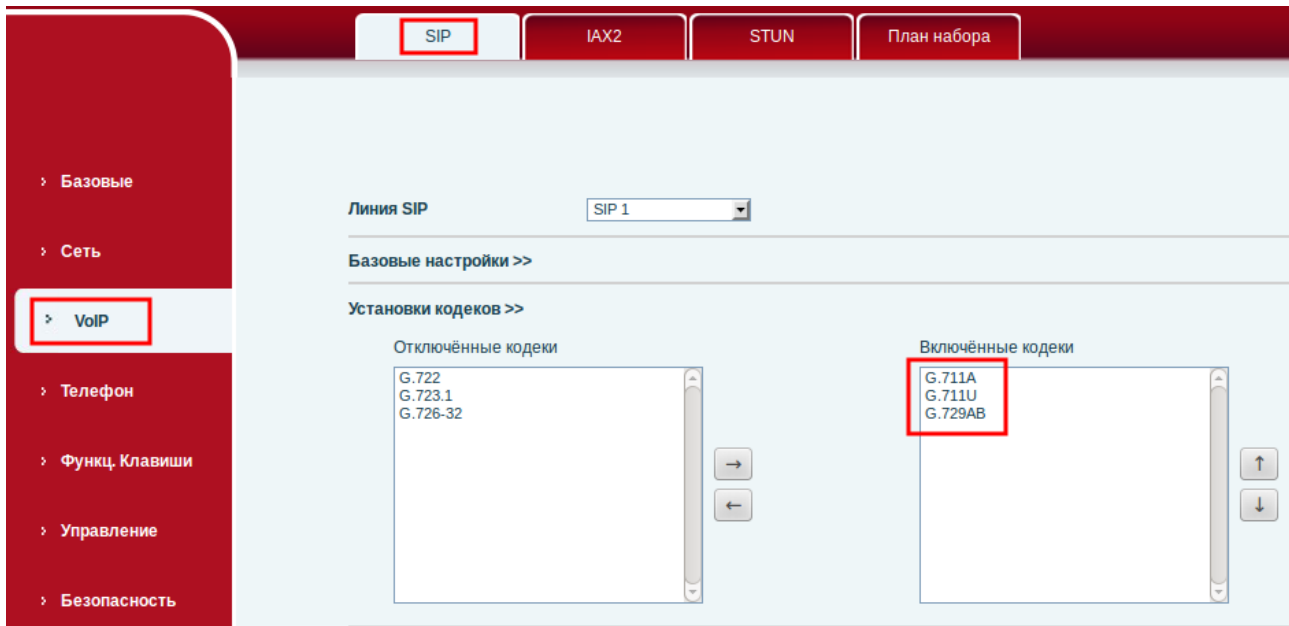 SIP
IAX2
STUN
План набора
Базовые
Сеть
VoIP
Телефон
Функц. Клавиши
Управление
Безопасность
Линия SIP
SIP 1
Базовые настройки >>
Установки кодеков >>
Отключённые кодеки
G.722
G.723.1
G.726-32
→
←
Включённые кодеки
G.711A
G.711U
G.729AB
↑
↓